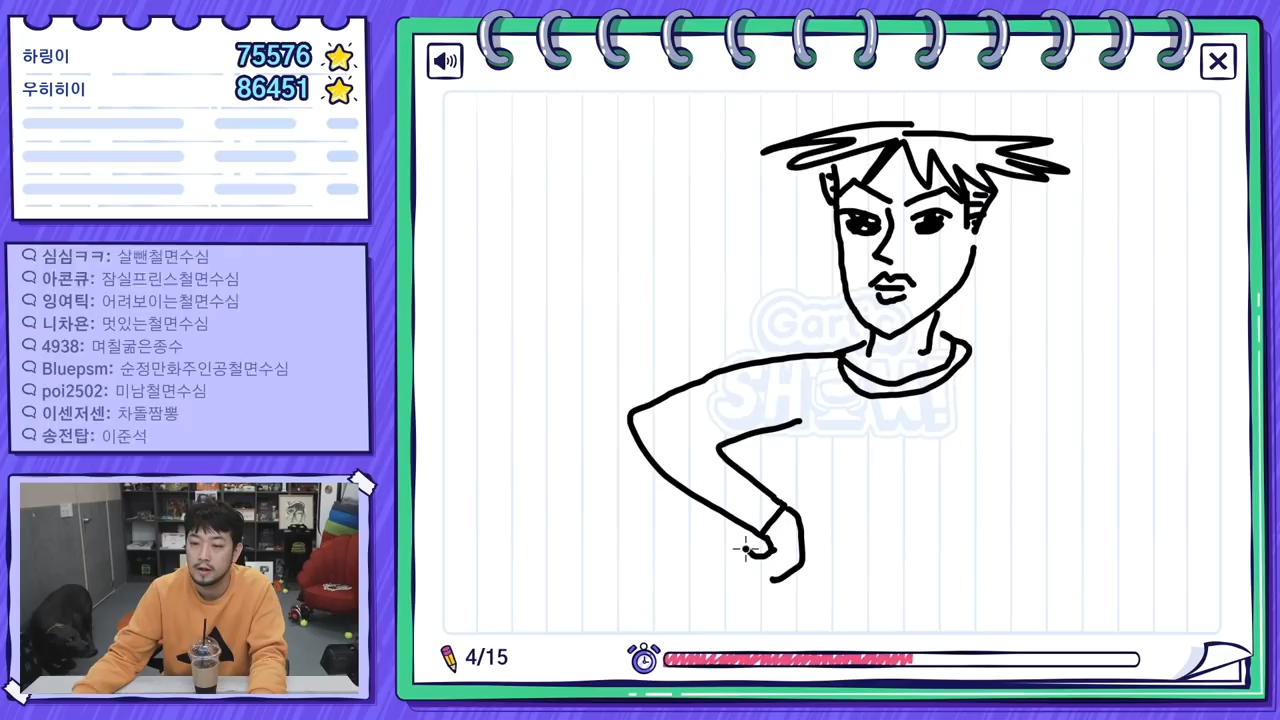 하링이 75576
우히히이 86451
심심ㅋㅋ: 살뺀철면수심
아콘큐: 잠실프린스철면수심
잉여틱: 어려보이는철면수심
니차욘: 멋있는철면수심
4938: 며칠굶은종수
Bluepsm: 순정만화주인공철면수심
poi2502: 미남철면수심
이센저센: 차돌짬뽕
송전탑: 이준석
Gartic
SHOW!
4/15